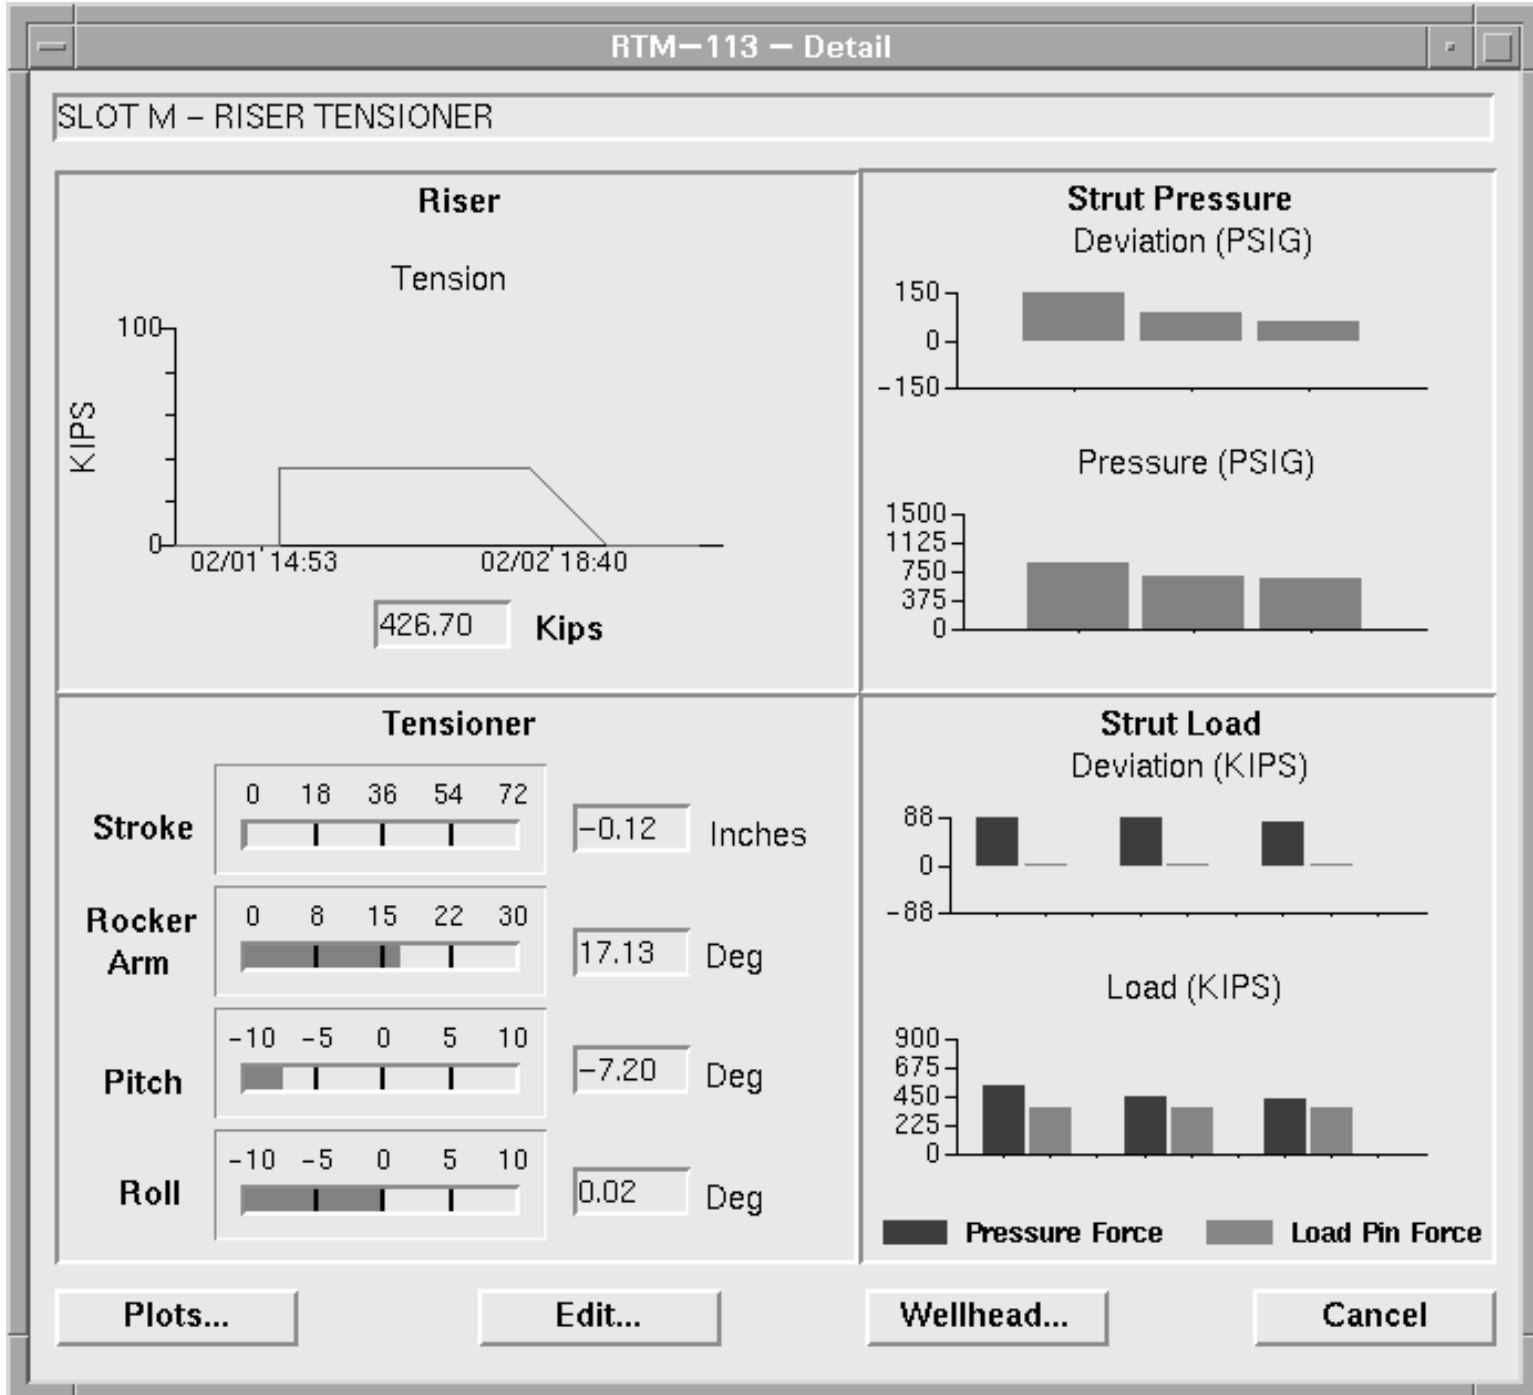 RTM-113 - Detail
SLOT M - RISER TENSIONER
Riser
Tension
100
KIPS
0
02/01 14:53 02/02 18:40
426.70 Kips
Strut Pressure
Deviation (PSIG)
150
0
-150
Pressure (PSIG)
1500
1125
750
375
0
Tensioner
0 18 36 54 72
Stroke -0.12 Inches
0 8 15 22 30
Rocker
Arm 17.13 Deg
-10 -5 0 5 10
Pitch -7.20 Deg
-10 -5 0 5 10
Roll 0.02 Deg
Strut Load
Deviation (KIPS)
88
0
-88
Load (KIPS)
900
675
450
225
0
Pressure Force Load Pin Force
Plots... Edit... Wellhead... Cancel